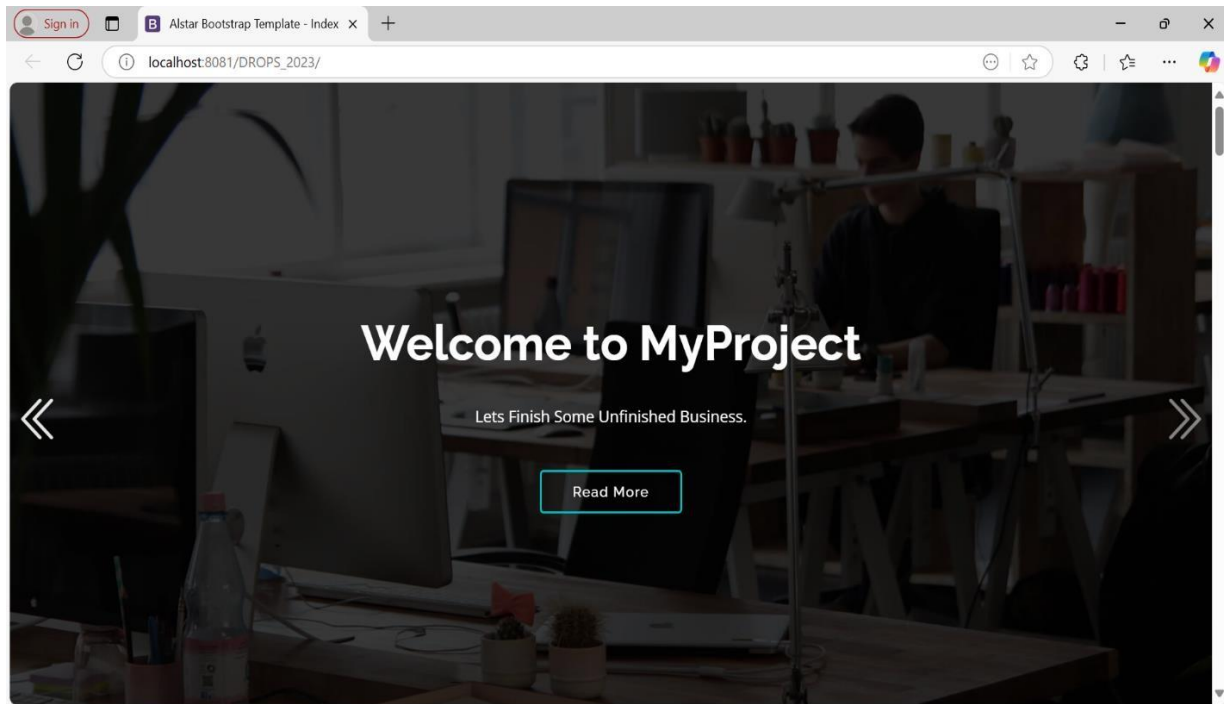 Sign in
B
Alstar Bootstrap Template - Index
localhost:8081/DROPS_2023/
Welcome to MyProject
Lets Finish Some Unfinished Business.
Read More